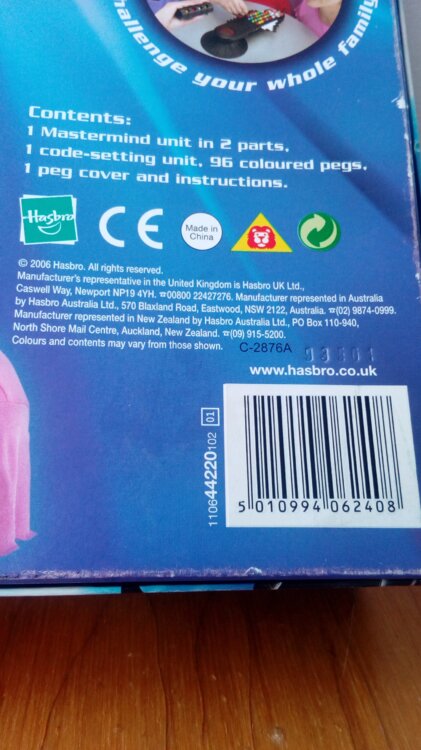 challenge your whole family
Contents:
1 Mastermind unit in 2 parts,
1 code-setting unit, 96 coloured pegs,
1 peg cover and instructions.
Hasbro
CE
Made in
China
© 2006 Hasbro. All rights reserved.
Manufacturer's representative in the United Kingdom is Hasbro UK Ltd.,
Caswell Way, Newport NP19 4YH. ☎00800 22427276. Manufacturer represented in Australia
by Hasbro Australia Ltd., 570 Blaxland Road, Eastwood, NSW 2122, Australia. ☎(02) 9874-0999.
Manufacturer represented in New Zealand by Hasbro Australia Ltd., PO Box 110-940,
North Shore Mail Centre, Auckland, New Zealand. ☎(09) 915-5200.
Colours and contents may vary from those shown. C-2876A
www.hasbro.co.uk
110644220102 01
5 010994 062408